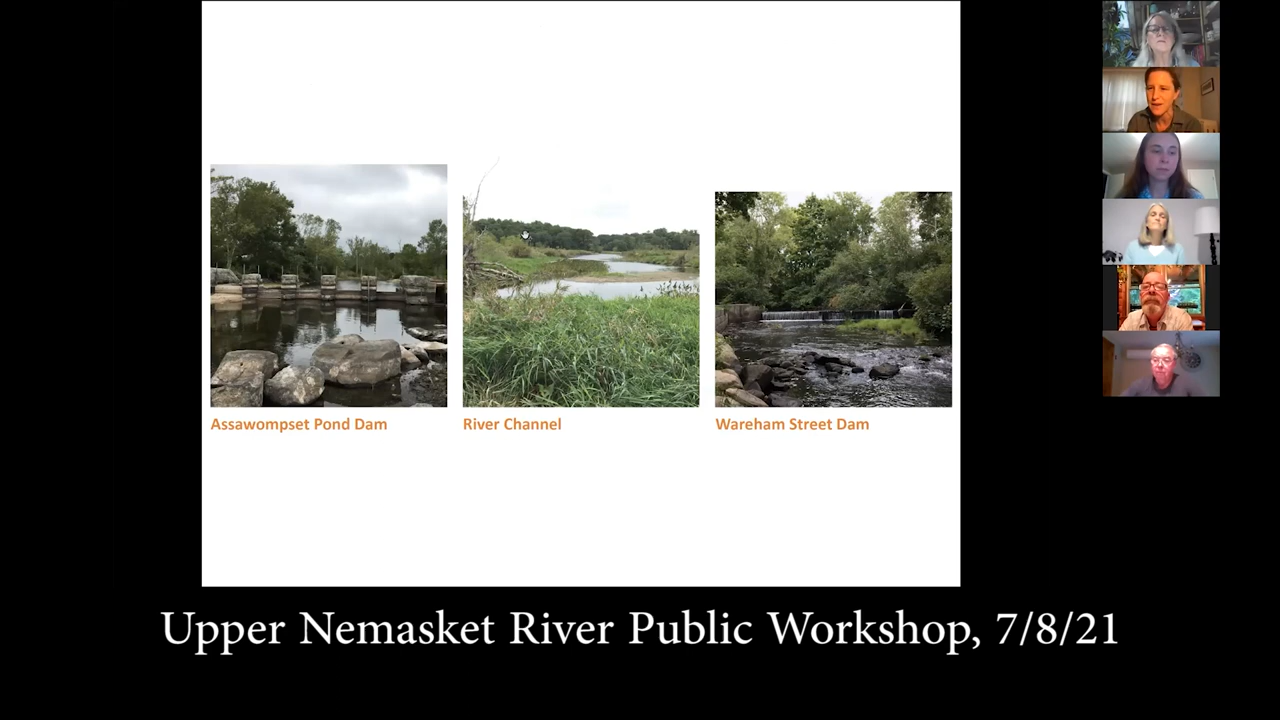 Assawompset Pond Dam
River Channel
Wareham Street Dam
Upper Nemasket River Public Workshop, 7/8/21